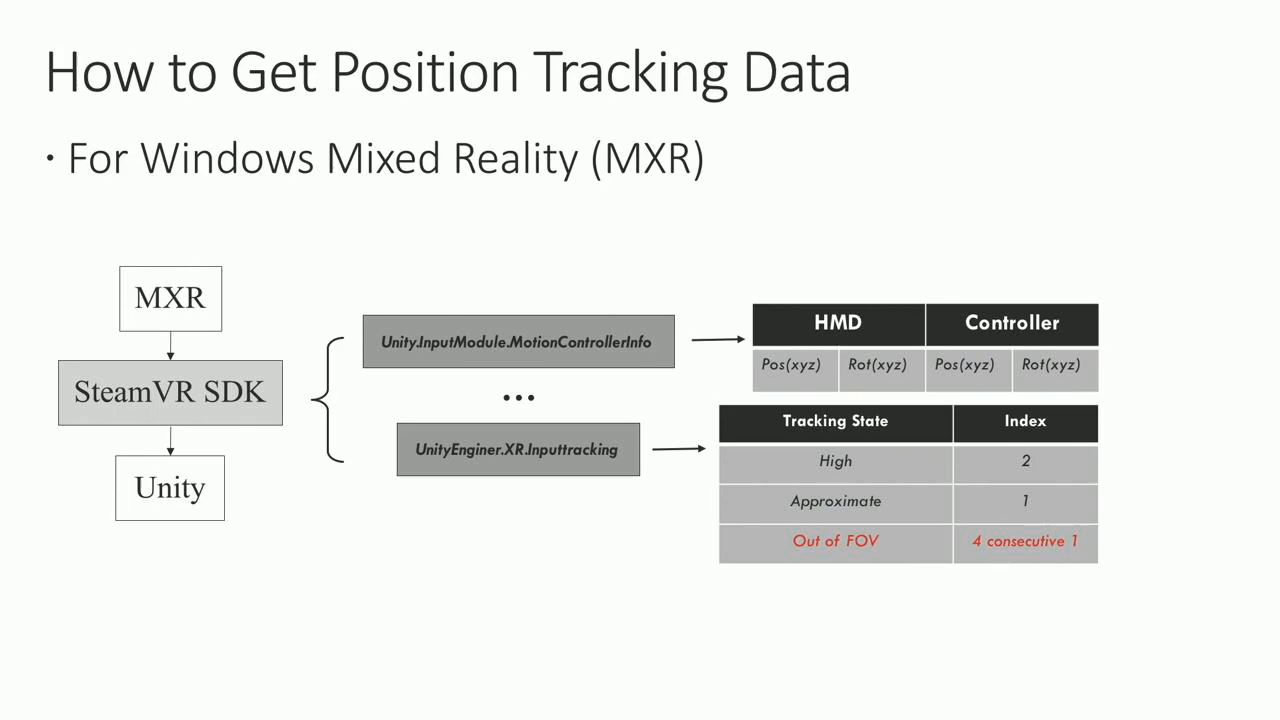 How to Get Position Tracking Data
• For Windows Mixed Reality (MXR)
MXR
SteamVR SDK
Unity
Unity.InputModule.MotionControllerInfo
...
UnityEnginer.XR.Inputtracking
HMD Controller
Pos(xyz) Rot(xyz) Pos(xyz) Rot(xyz)
Tracking State Index
High 2
Approximate 1
Out of FOV 4 consecutive 1